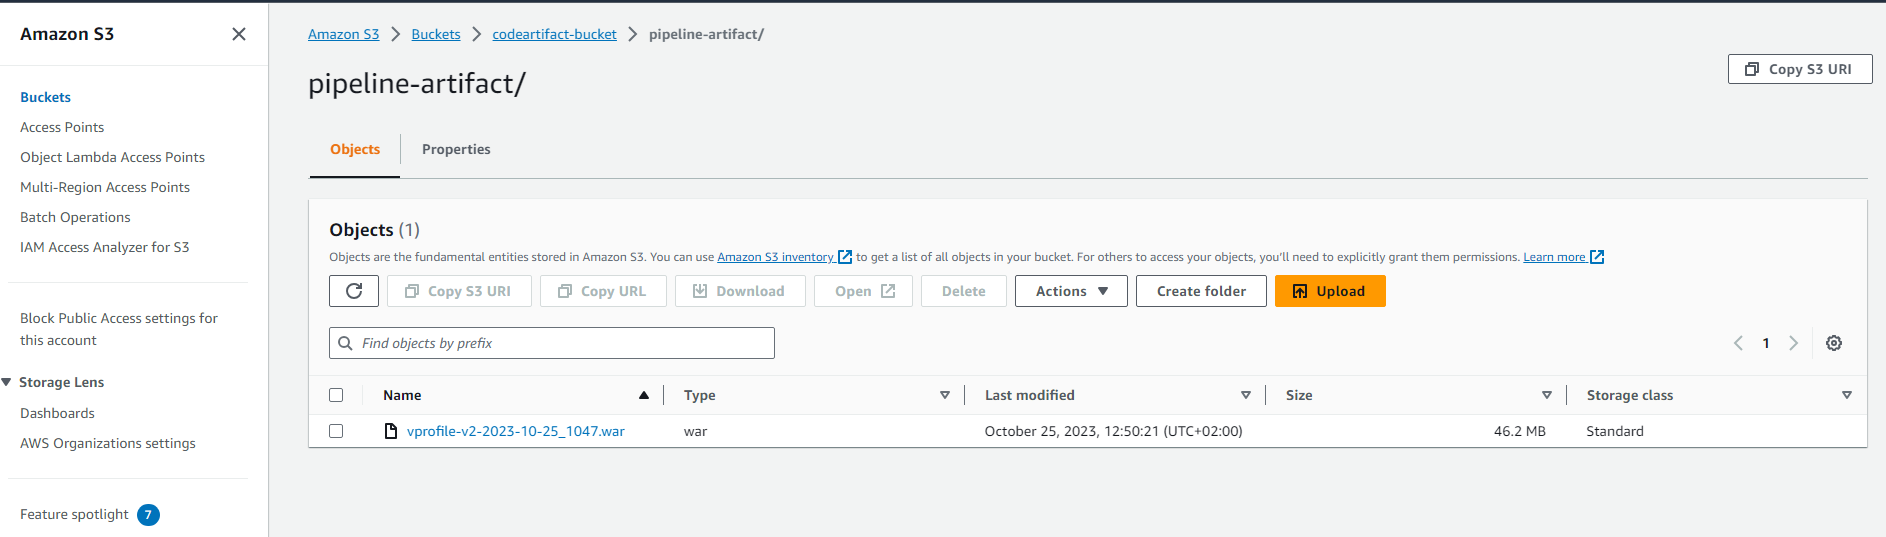 Amazon S3
Buckets
Access Points
Object Lambda Access Points
Multi-Region Access Points
Batch Operations
IAM Access Analyzer for S3
Block Public Access settings for
this account
Storage Lens
Dashboards
AWS Organizations settings
Feature spotlight 7
Amazon S3 Buckets codeartifact-bucket pipeline-artifact/
pipeline-artifact/
Copy S3 URI
Objects Properties
Objects (1)
Objects are the fundamental entities stored in Amazon S3. You can use Amazon S3 inventory to get a list of all objects in your bucket. For others to access your objects, you'll need to explicitly grant them permissions. Learn more
Copy S3 URI Copy URL Download Open Delete Actions Create folder Upload
Find objects by prefix
1
Name Type Last modified Size Storage class
vprofile-v2-2023-10-25_1047.war war October 25, 2023, 12:50:21 (UTC+02:00) 46.2 MB Standard